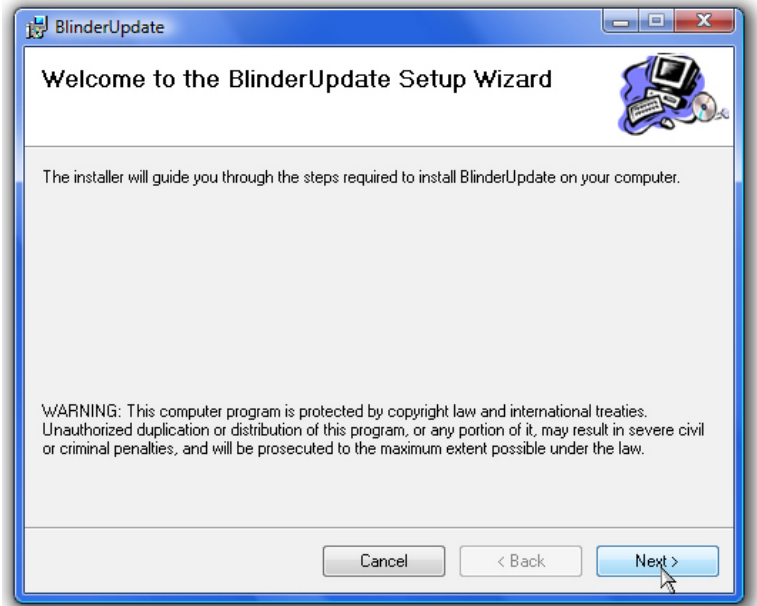 BlinderUpdate
Welcome to the BlinderUpdate Setup Wizard
The installer will guide you through the steps required to install BlinderUpdate on your computer.
WARNING: This computer program is protected by copyright law and international treaties.
Unauthorized duplication or distribution of this program, or any portion of it, may result in severe civil
or criminal penalties, and will be prosecuted to the maximum extent possible under the law.
Cancel
< Back
Next >